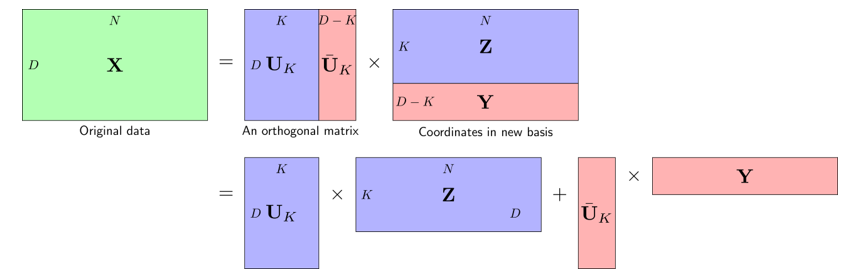 N
D X
=
K D − K
D U_K Ū_K
×
N
K Z
D − K Y
Original data
An orthogonal matrix
Coordinates in new basis
=
K
D U_K
×
N
K Z
D
+
Ū_K
×
Y